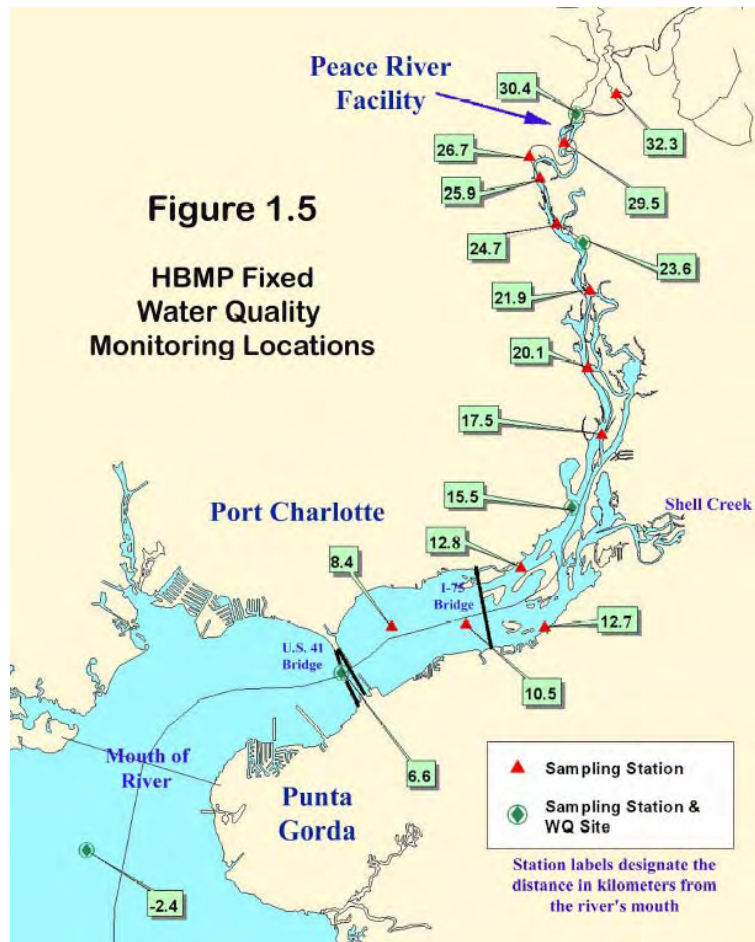 Peace River
Facility
30.4
32.3
26.7
25.9
29.5
Figure 1.5
24.7
23.6
HBMP Fixed
Water Quality
Monitoring Locations
21.9
20.1
17.5
15.5
Shell Creek
Port Charlotte
12.8
8.4
I-75
Bridge
12.7
U.S. 41
Bridge
10.5
Mouth of
River
6.6
Punta
Gorda
Sampling Station
Sampling Station &
WQ Site
-2.4
Station labels designate the
distance in kilometers from
the river's mouth